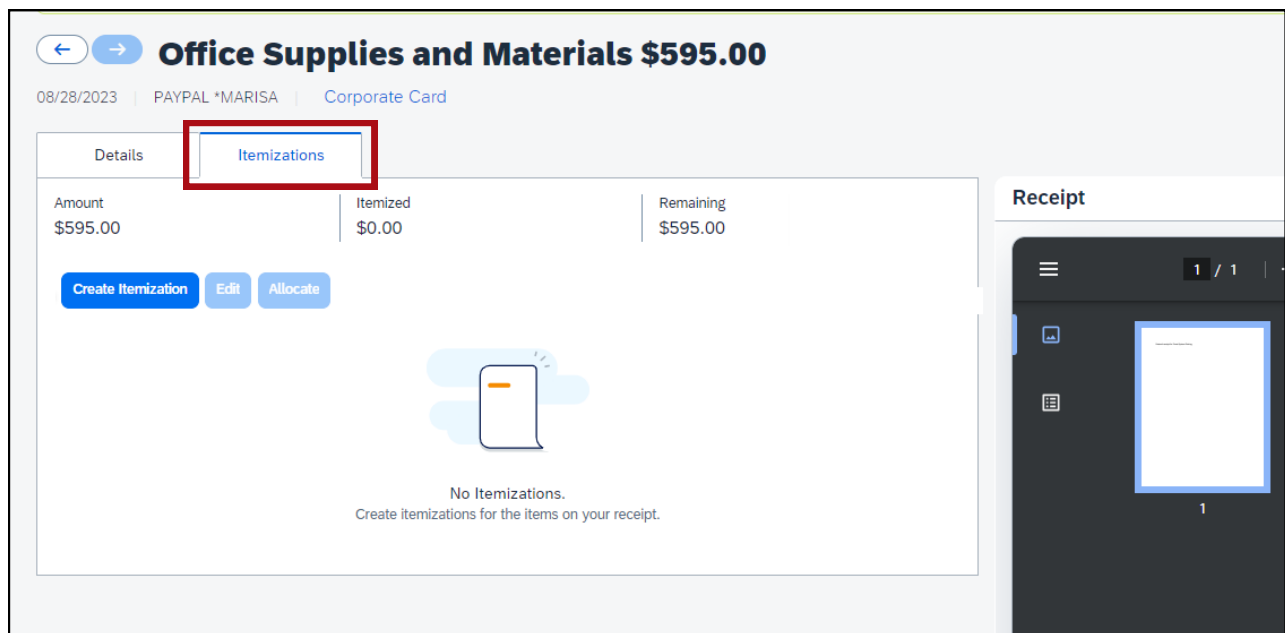 Office Supplies and Materials $595.00
08/28/2023 PAYPAL *MARISA Corporate Card
Details Itemizations
Amount Itemized Remaining
$595.00 $0.00 $595.00
Create Itemization Edit Allocate
No Itemizations.
Create itemizations for the items on your receipt.
Receipt
1 / 1
1